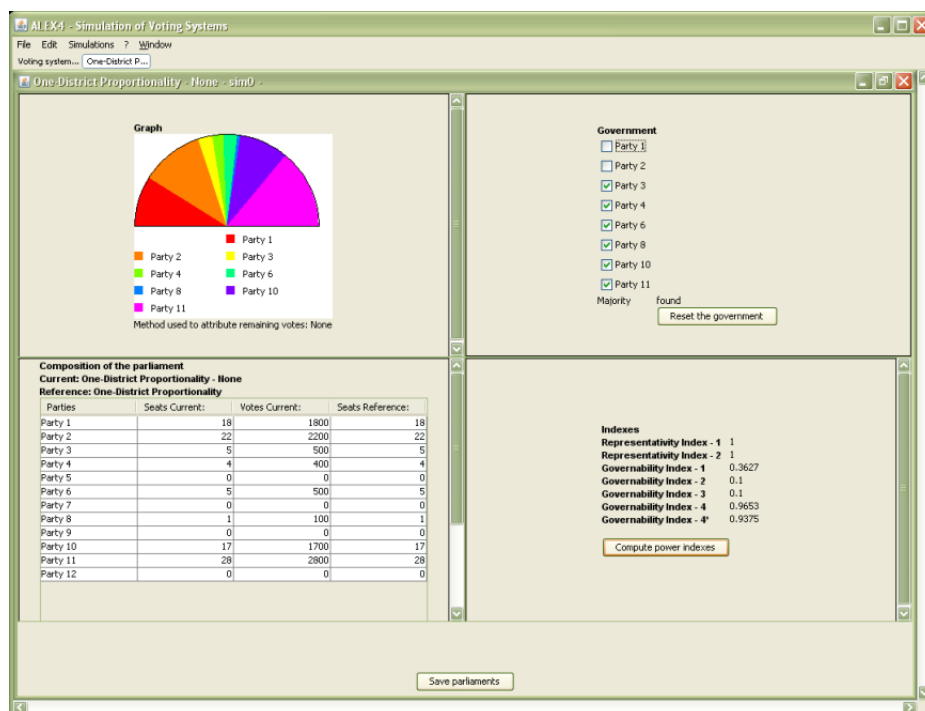 ALEX4 - Simulation of Voting Systems
File Edit Simulations ? Window
Voting system... One-District P...
One-District Proportionality - None - sim0 -
Graph
Party 1
Party 2 Party 3
Party 4 Party 6
Party 8 Party 10
Party 11
Method used to attribute remaining votes: None
Government
Party 1
Party 2
Party 3
Party 4
Party 6
Party 8
Party 10
Party 11
Majority found
Reset the government
Composition of the parliament
Current: One-District Proportionality - None
Reference: One-District Proportionality
Parties Seats Current: Votes Current: Seats Reference:
Party 1 18 1800 18
Party 2 22 2200 22
Party 3 5 500 5
Party 4 4 400 4
Party 5 0 0 0
Party 6 5 500 5
Party 7 0 0 0
Party 8 1 100 1
Party 9 0 0 0
Party 10 17 1700 17
Party 11 28 2800 28
Party 12 0 0 0
Indexes
Representativity Index - 1 1
Representativity Index - 2 1
Governability Index - 1 0.3627
Governability Index - 2 0.1
Governability Index - 3 0.1
Governability Index - 4 0.9653
Governability Index - 4* 0.9375
Compute power indexes
Save parliaments